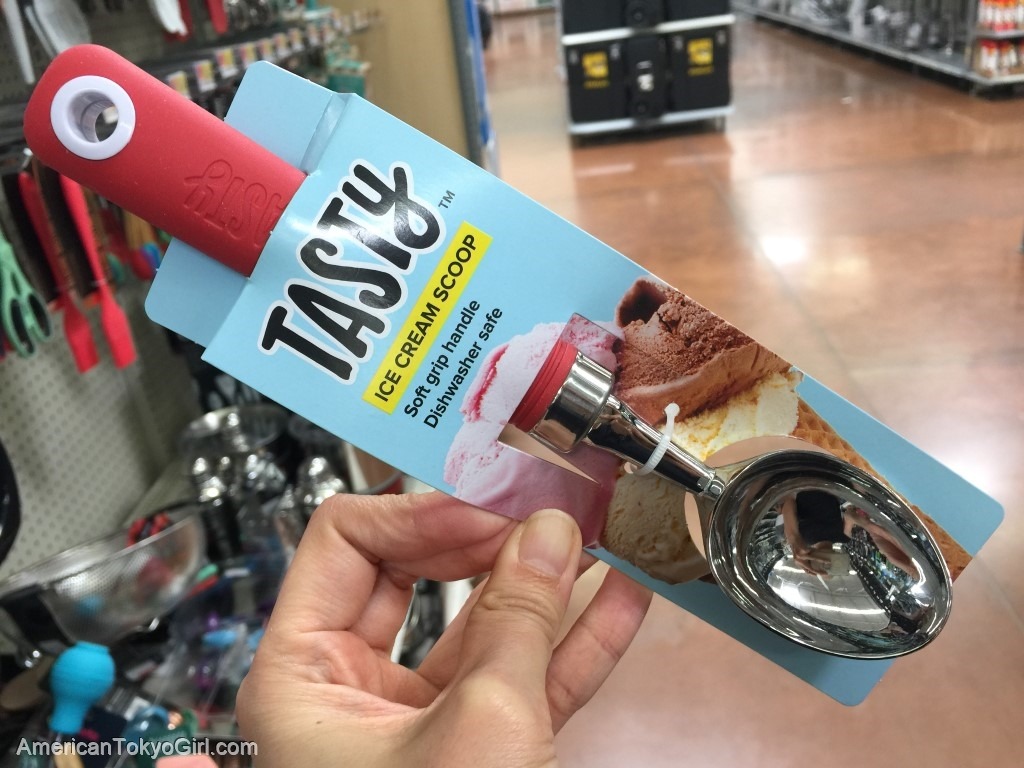 TASTY™
ICE CREAM SCOOP
Soft grip handle
Dishwasher safe
TASTY
AmericanTokyoGirl.com